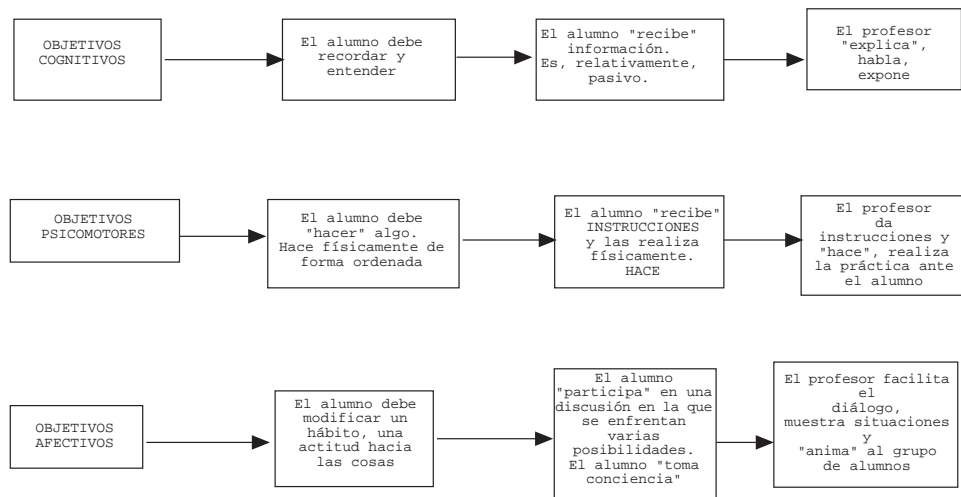 OBJETIVOS
COGNITIVOS
El alumno debe
recordar y
entender
El alumno "recibe"
información.
Es, relativamente,
pasivo.
El profesor
"explica",
habla,
expone
OBJETIVOS
PSICOMOTORES
El alumno debe
"hacer" algo.
Hace físicamente de
forma ordenada
El alumno "recibe"
INSTRUCCIONES
y las realiza
físicamente.
HACE
El profesor
da
instrucciones y
"hace", realiza
la práctica ante
el alumno
OBJETIVOS
AFECTIVOS
El alumno debe
modificar un
hábito, una
actitud hacia
las cosas
El alumno
"participa" en una
discusión en la que
se enfrentan
varias
posibilidades.
El alumno "toma
conciencia"
El profesor facilita
el
diálogo,
muestra situaciones
y
"anima" al grupo
de alumnos